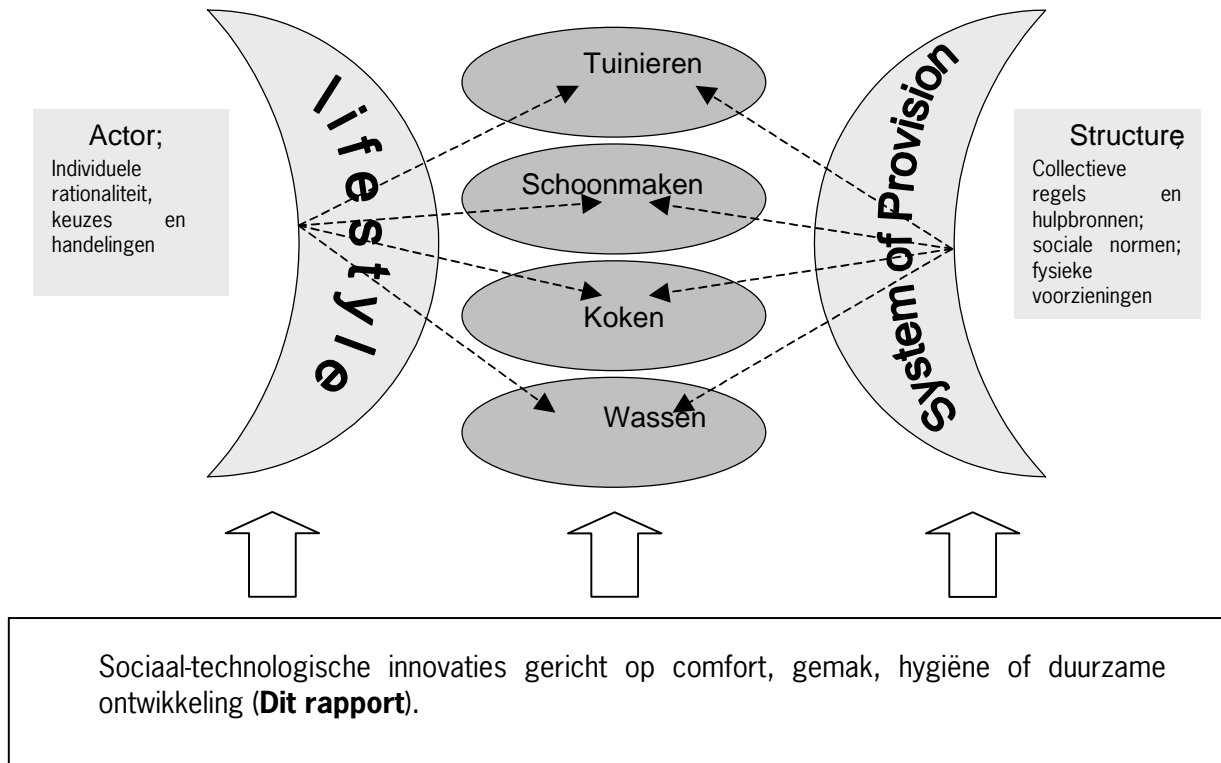 Actor;
Individuele
rationaliteit,
keuzes en
handelingen
lifestyle
Tuinieren
Schoonmaken
Koken
Wassen
System of Provision
Structure;
Collectieve
regels en
hulpbronnen;
sociale normen;
fysieke
voorzieningen
Sociaal-technologische innovaties gericht op comfort, gemak, hygiëne of duurzame
ontwikkeling (Dit rapport).